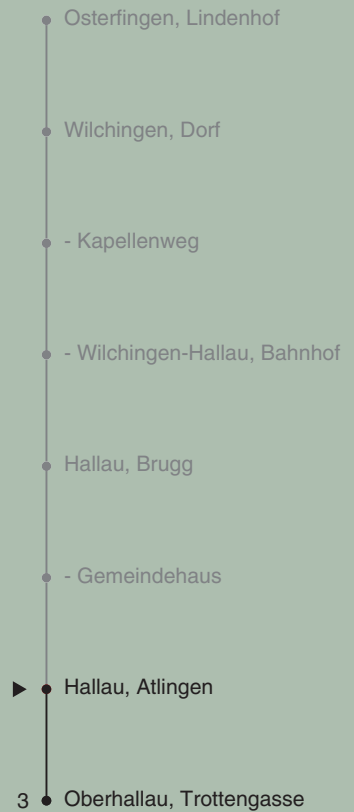 Osterfingen, Lindenhof
Wilchingen, Dorf
- Kapellenweg
- Wilchingen-Hallau, Bahnhof
Hallau, Brugg
- Gemeindehaus
Hallau, Atlingen
3 Oberhallau, Trottengasse